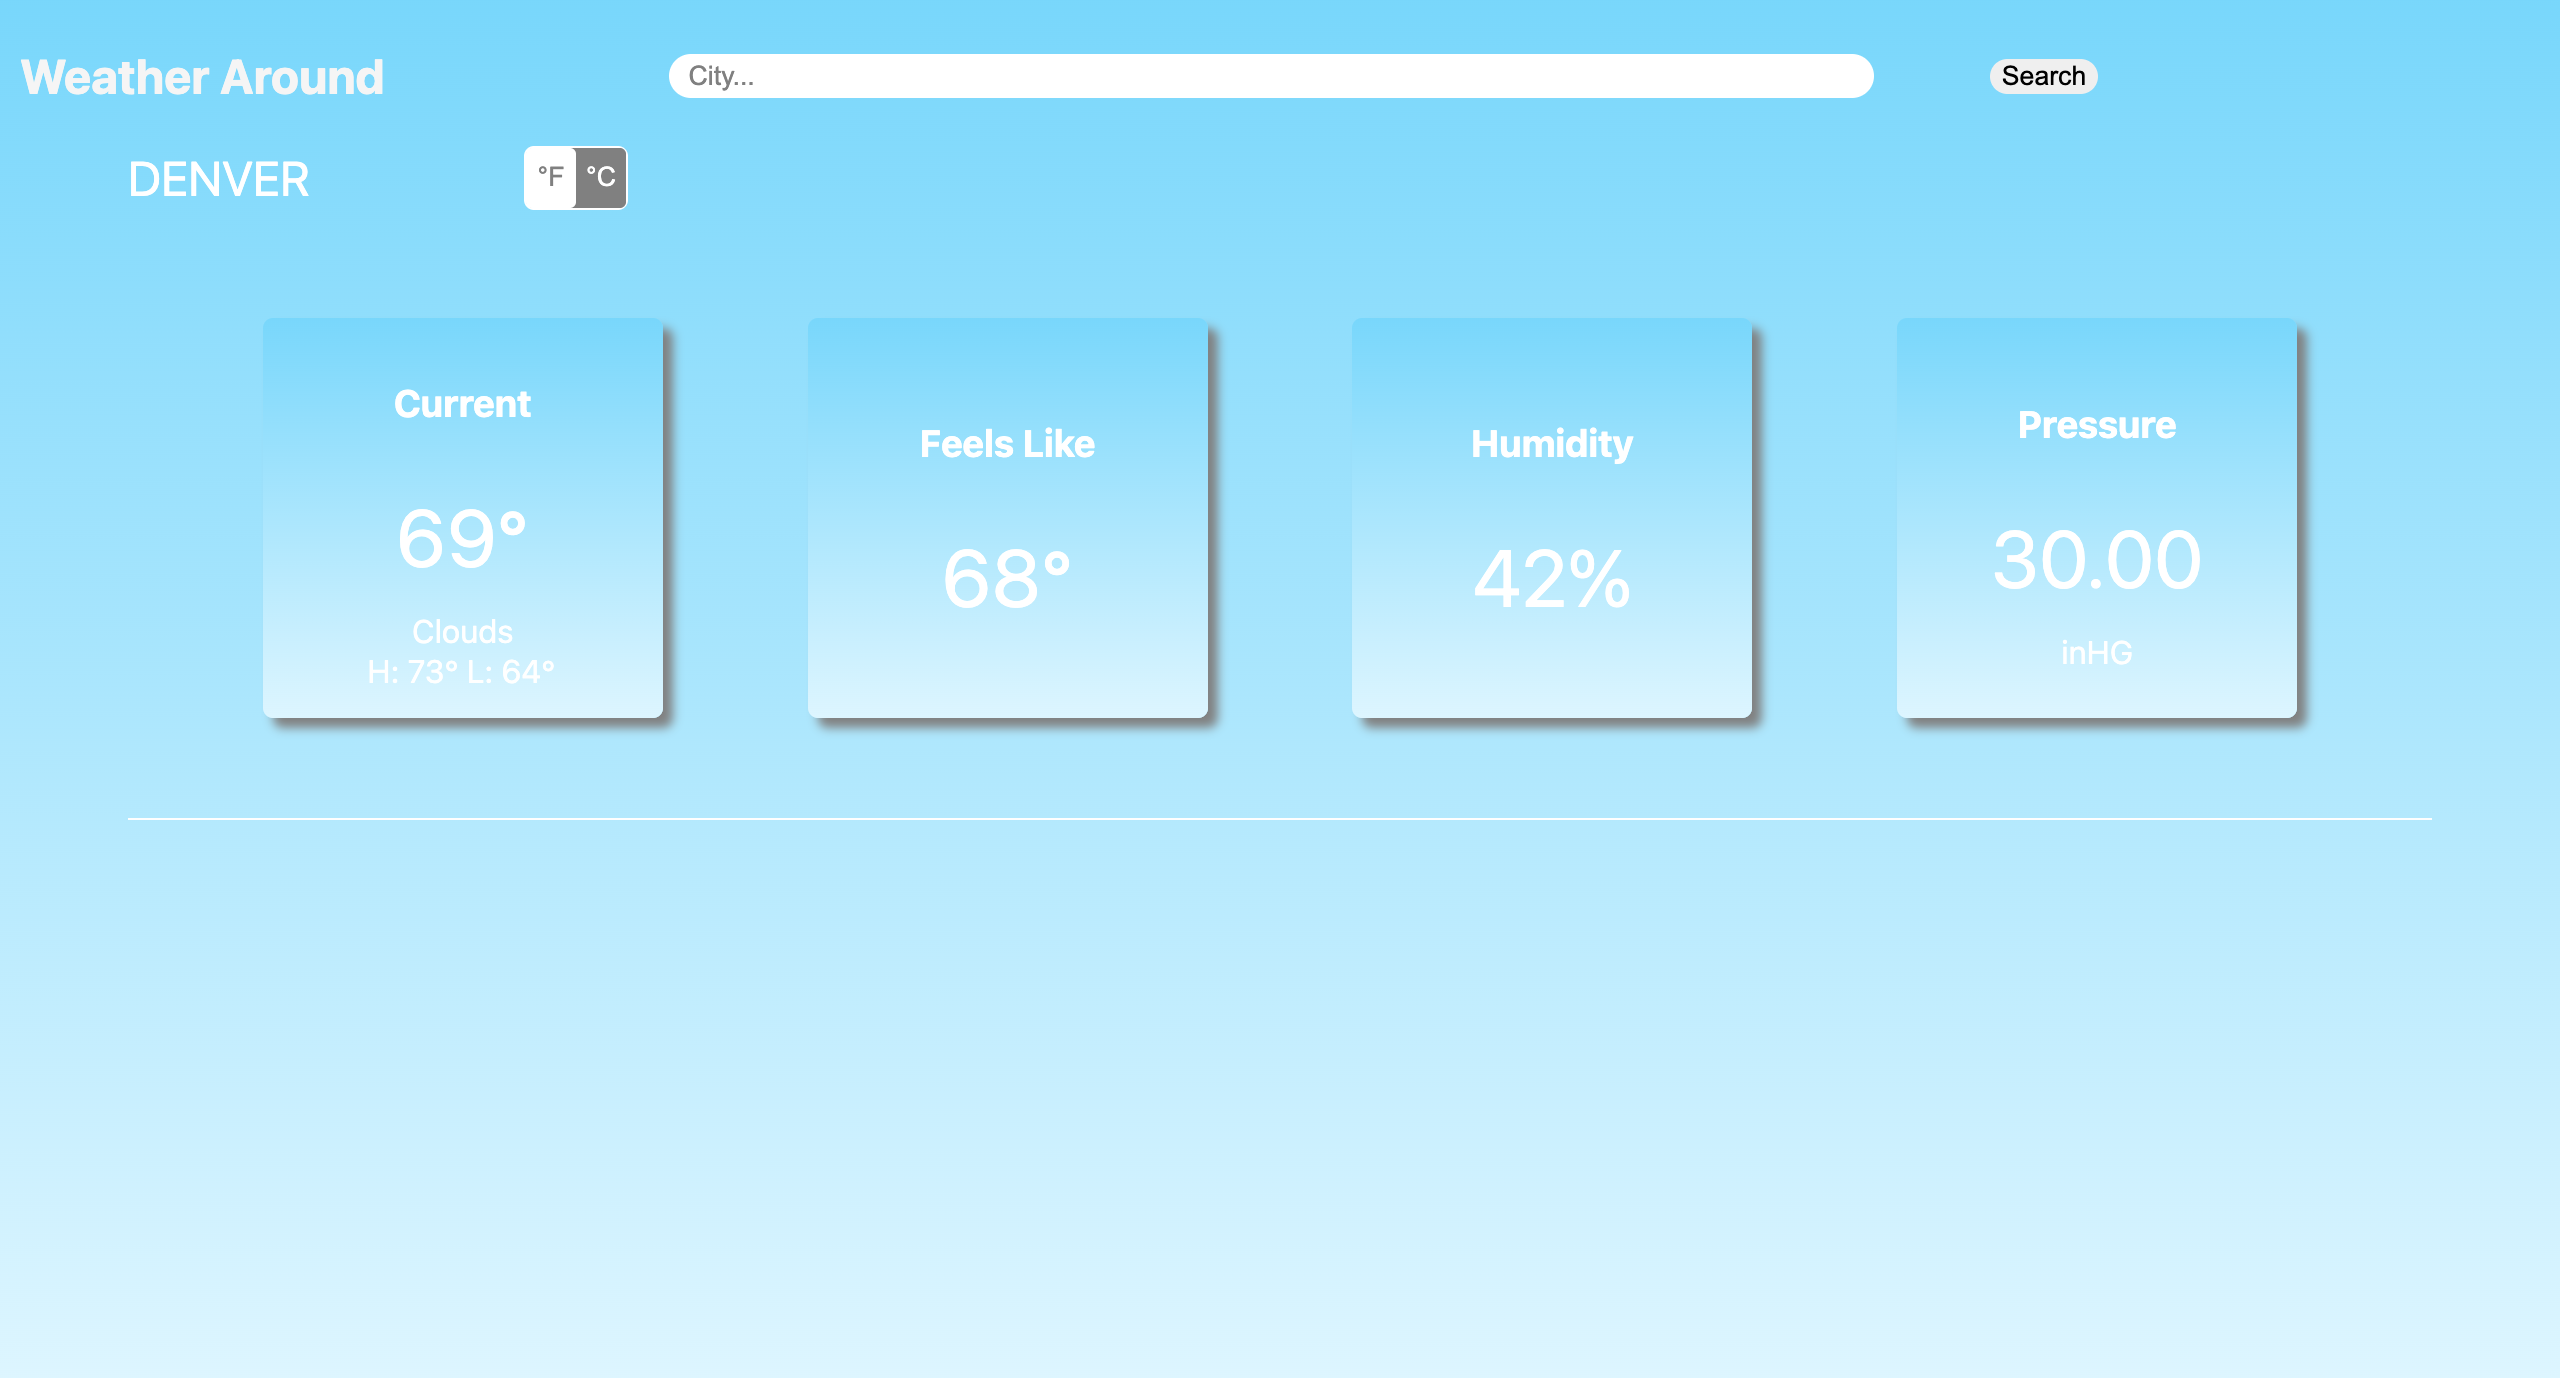 Weather Around
City...
Search
DENVER
°F °C
Current
69°
Clouds
H: 73° L: 64°
Feels Like
68°
Humidity
42%
Pressure
30.00
inHG